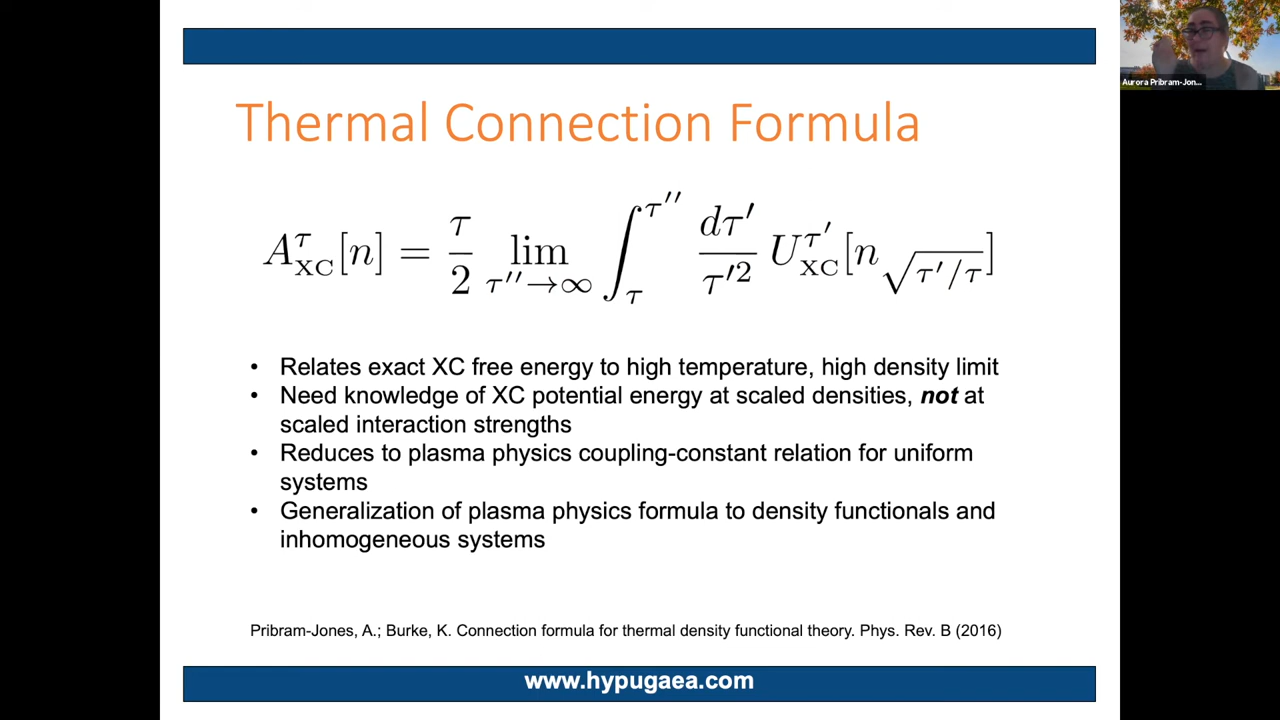 Aurora Pribram-Jon...
Thermal Connection Formula
A^τ_XC[n] = τ/2 lim_{τ''→∞} ∫_τ^{τ''} dτ'/τ'^2 U^{τ'}_XC[n_{√(τ'/τ)}]
• Relates exact XC free energy to high temperature, high density limit
• Need knowledge of XC potential energy at scaled densities, not at
scaled interaction strengths
• Reduces to plasma physics coupling-constant relation for uniform
systems
• Generalization of plasma physics formula to density functionals and
inhomogeneous systems
Pribram-Jones, A.; Burke, K. Connection formula for thermal density functional theory. Phys. Rev. B (2016)
www.hypugaea.com